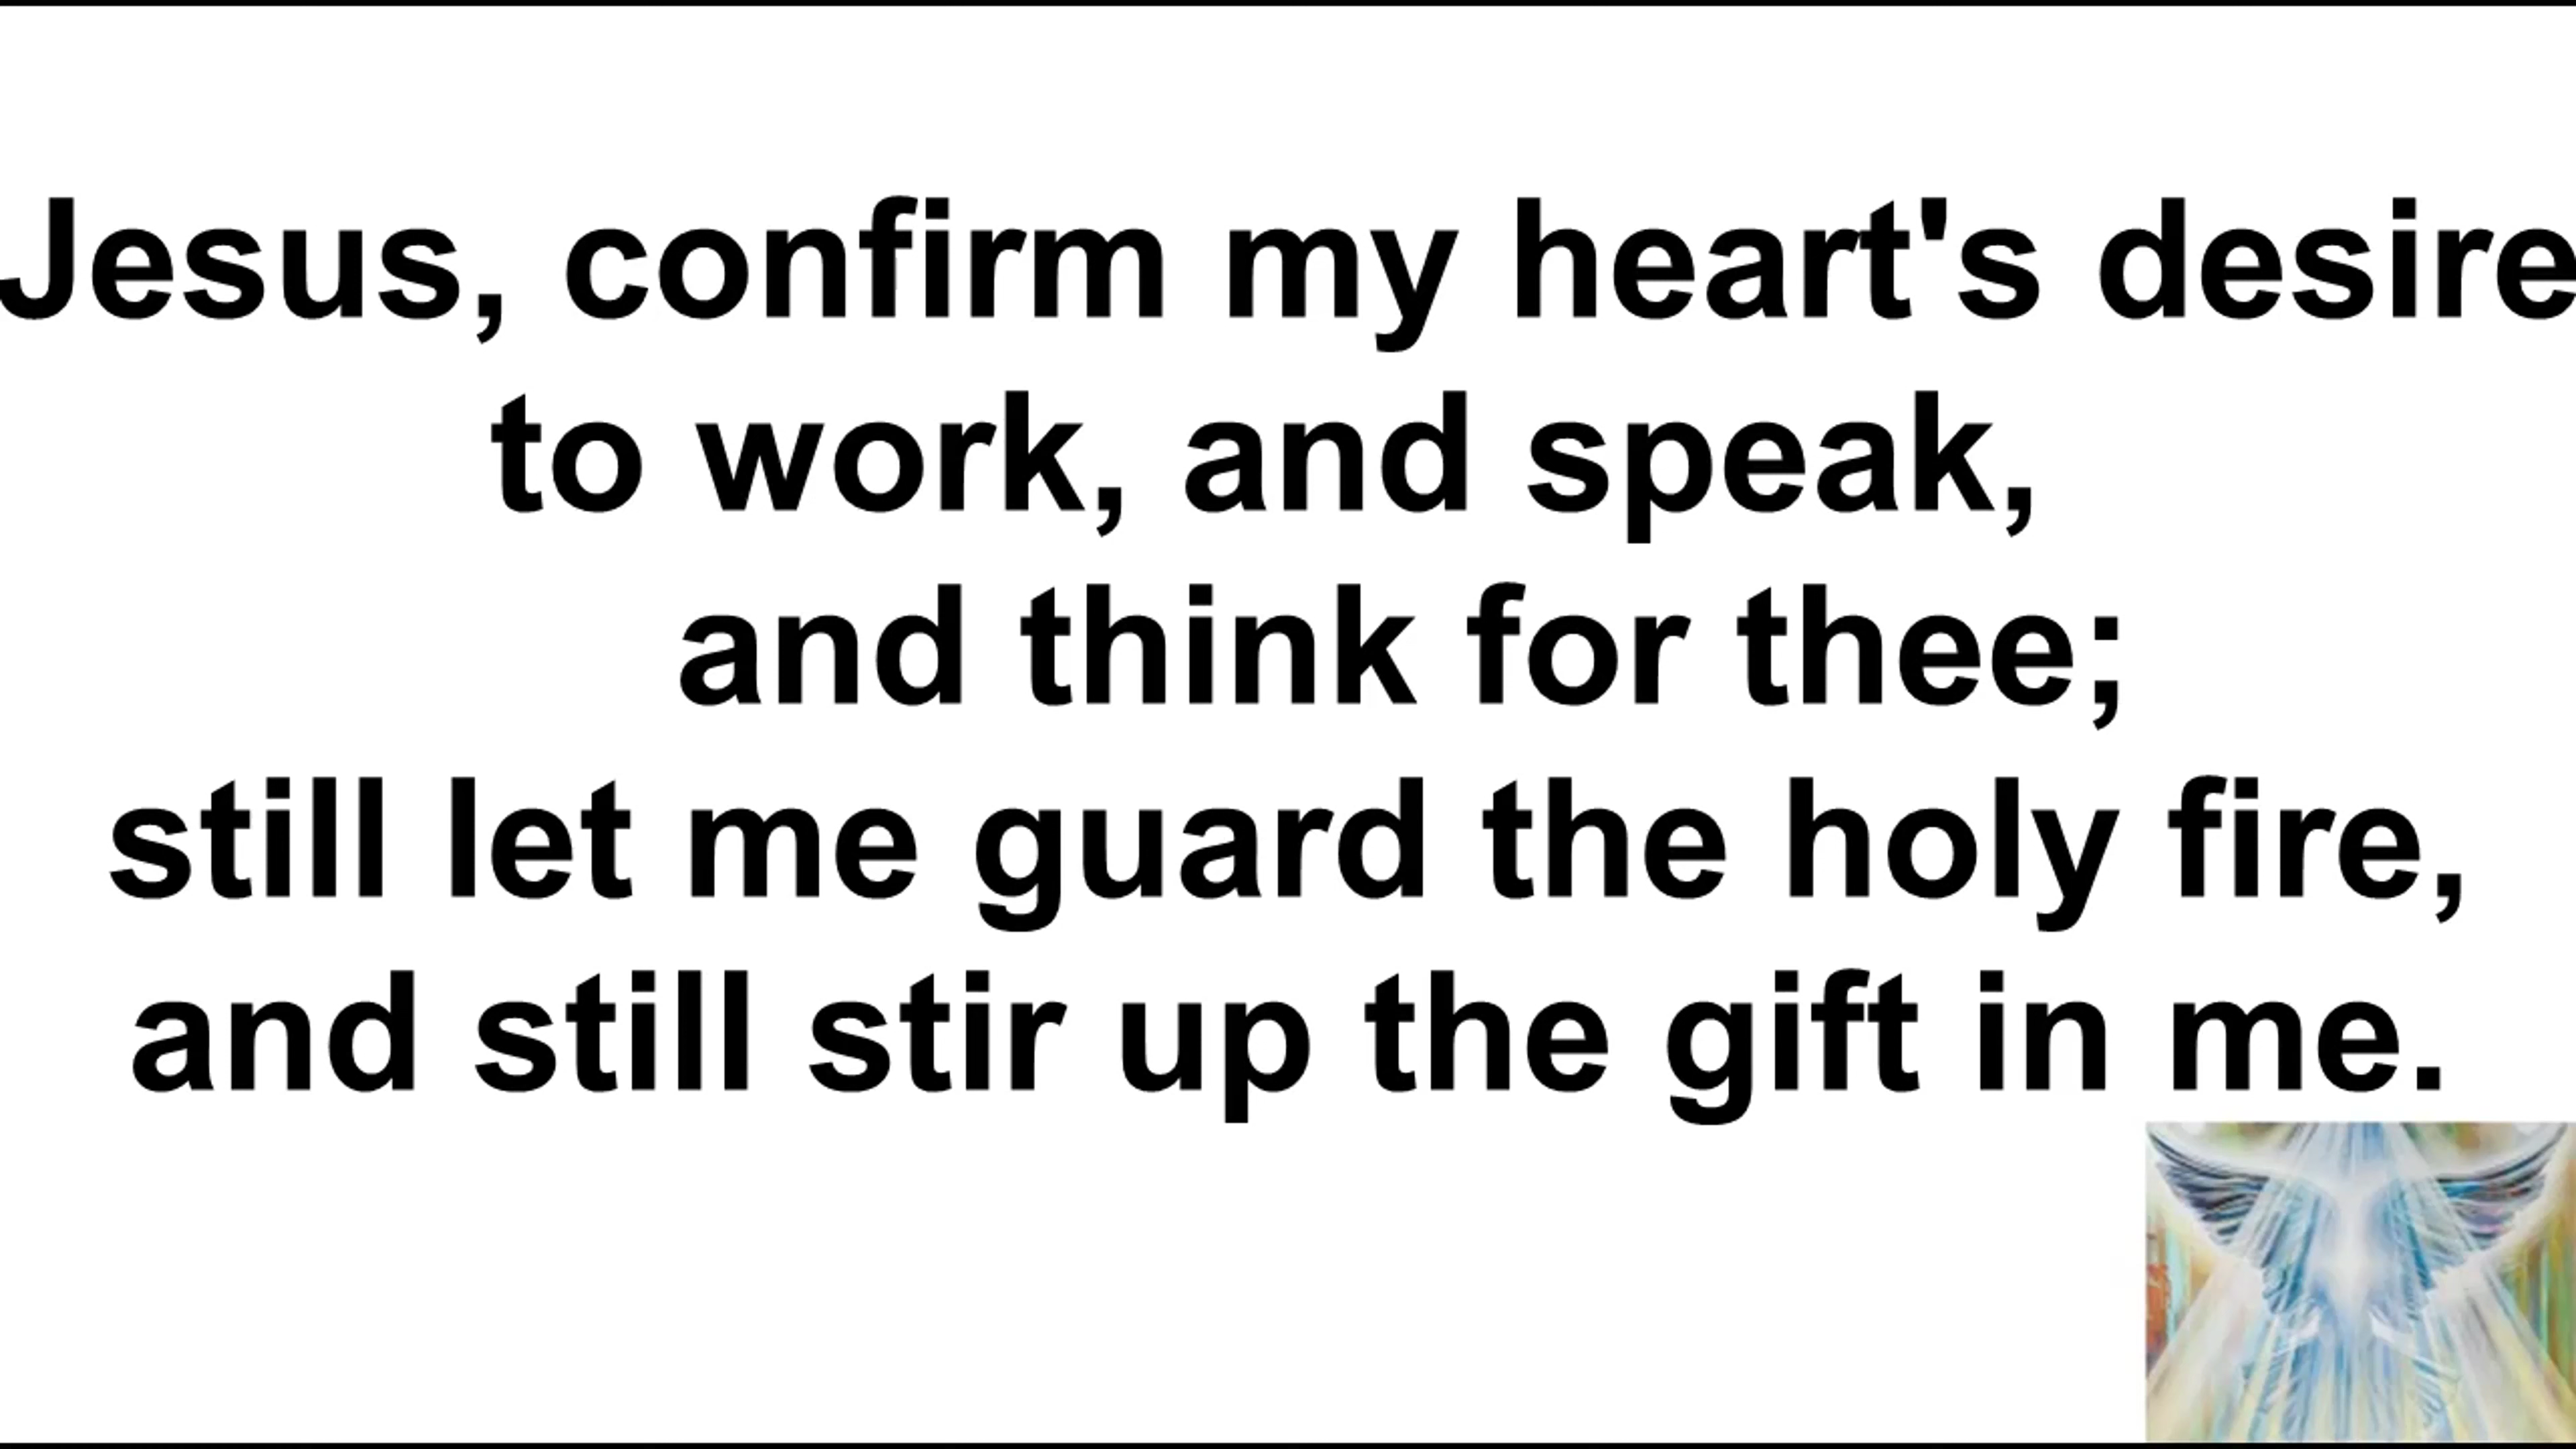 Jesus, confirm my heart's desire
to work, and speak,
and think for thee;
still let me guard the holy fire,
and still stir up the gift in me.